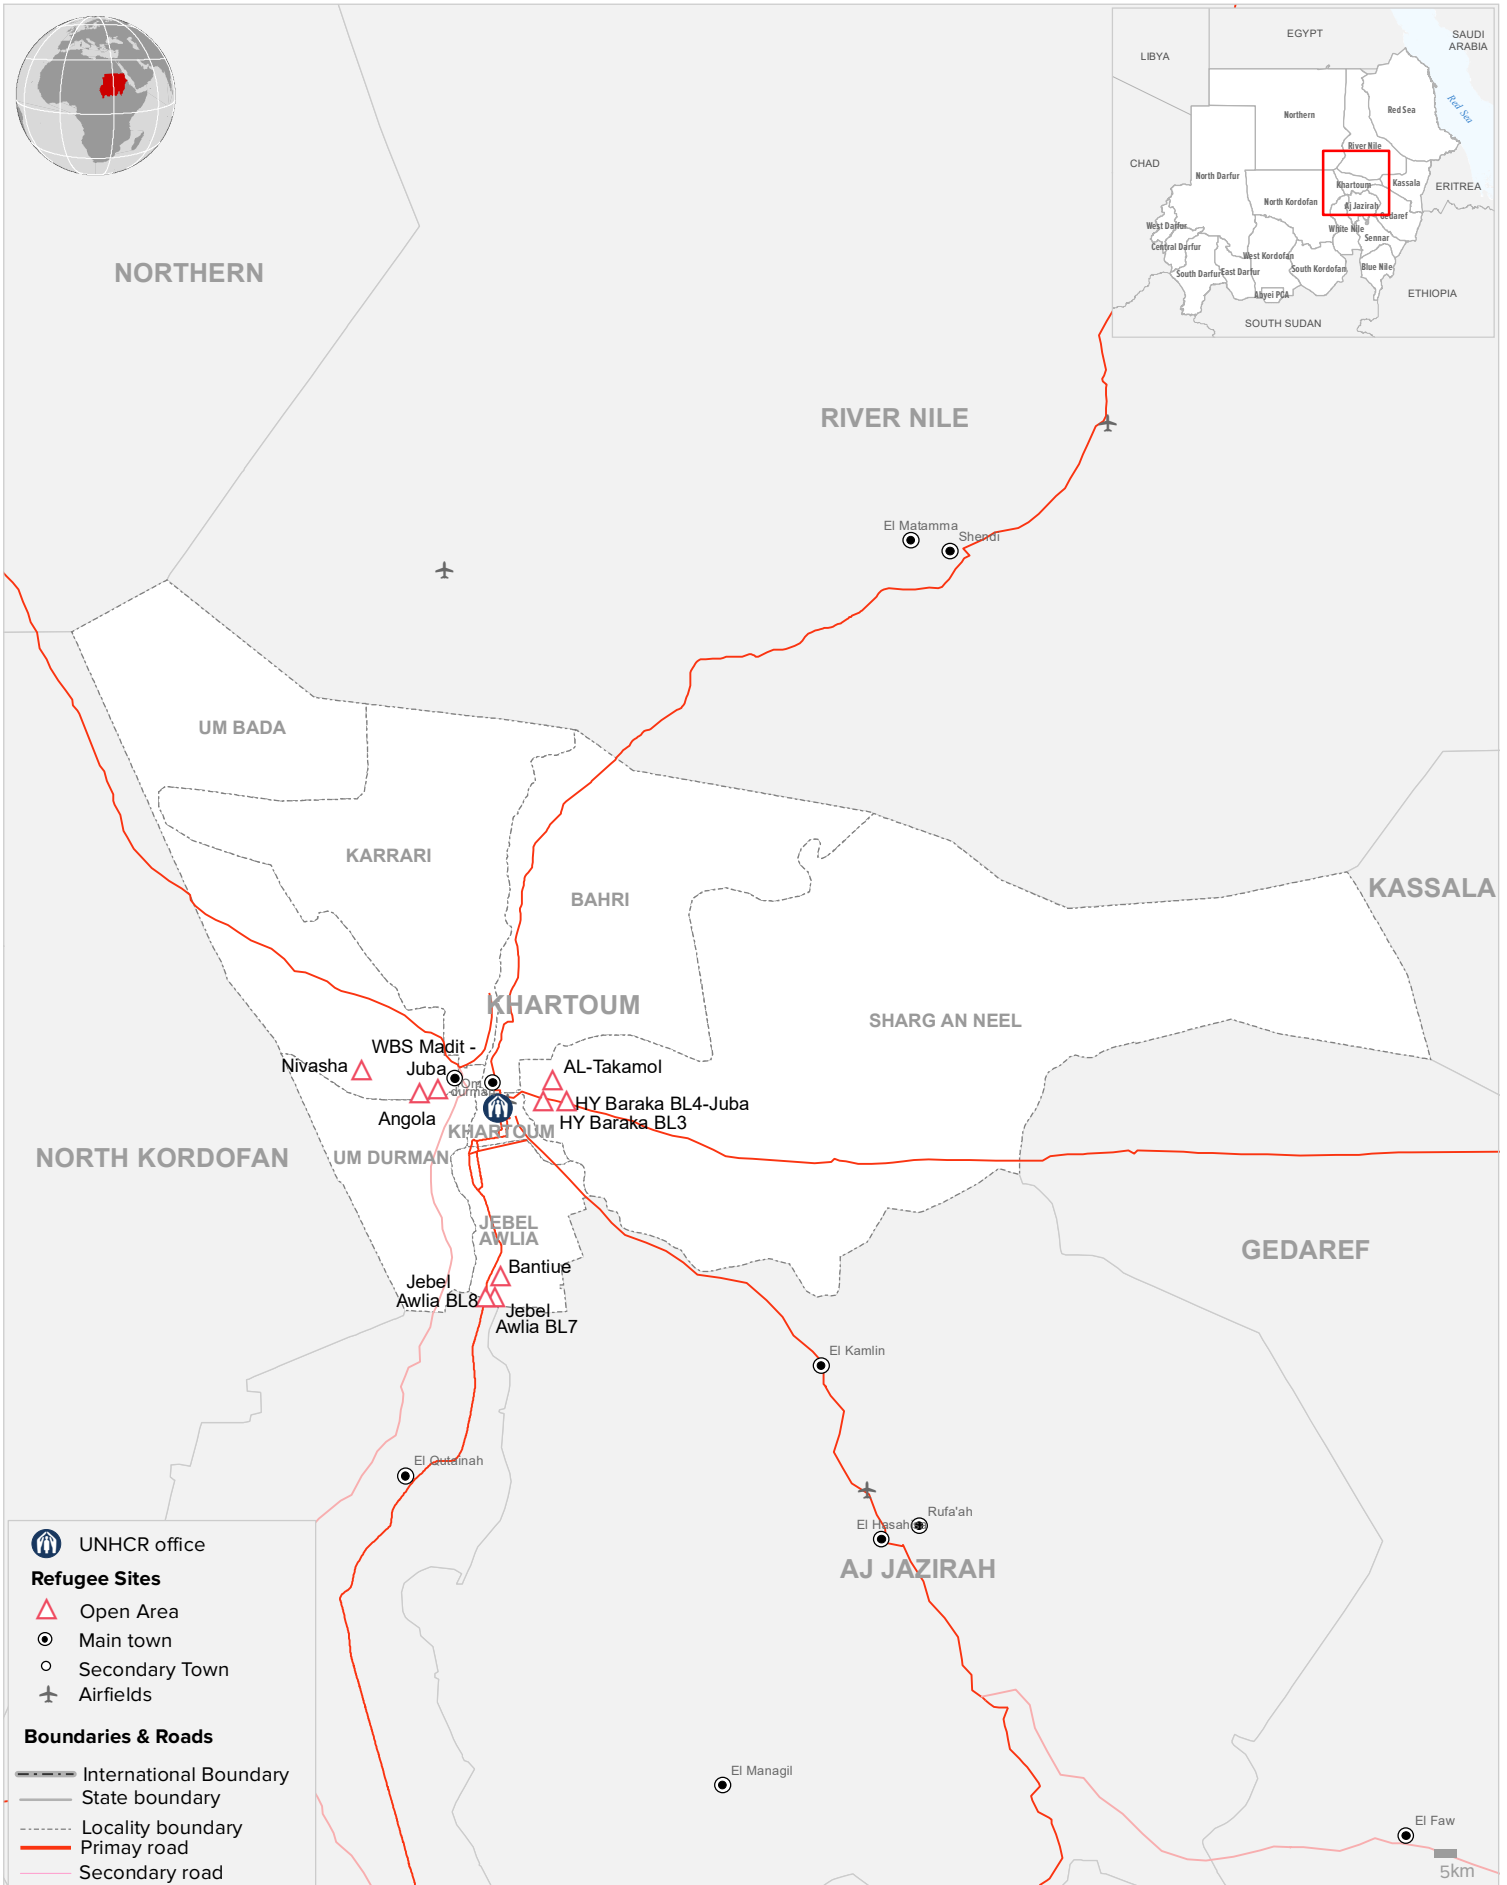 EGYPT
SAUDI
ARABIA
LIBYA
Red Sea
Red Sea
Northern
River Nile
CHAD
North Darfur
Khartoum
Kassala
ERITREA
North Kordofan
Aj Jazirah
Gedaref
West Darfur
White Nile
Sennar
Central Darfur
West Kordofan
South Darfur
East Darfur
South Kordofan
Blue Nile
Abyei PCA
ETHIOPIA
SOUTH SUDAN
NORTHERN
RIVER NILE
El Matamma
Shendi
UM BADA
KARRARI
BAHRI
KASSALA
KHARTOUM
SHARG AN NEEL
WBS Madit -
Juba
Nivasha
AL-Takamol
Angola
HY Baraka BL4-Juba
HY Baraka BL3
KHARTOUM
NORTH KORDOFAN
UM DURMAN
JEBEL
AWLIA
GEDAREF
Bantiue
Jebel
Awlia BL8
Jebel
Awlia BL7
El Kamlin
El Qutainah
Rufa'ah
AJ JAZIRAH
El Managil
El Faw
5km
UNHCR office
Refugee Sites
Open Area
Main town
Secondary Town
Airfields
Boundaries & Roads
International Boundary
State boundary
Locality boundary
Primay road
Secondary road